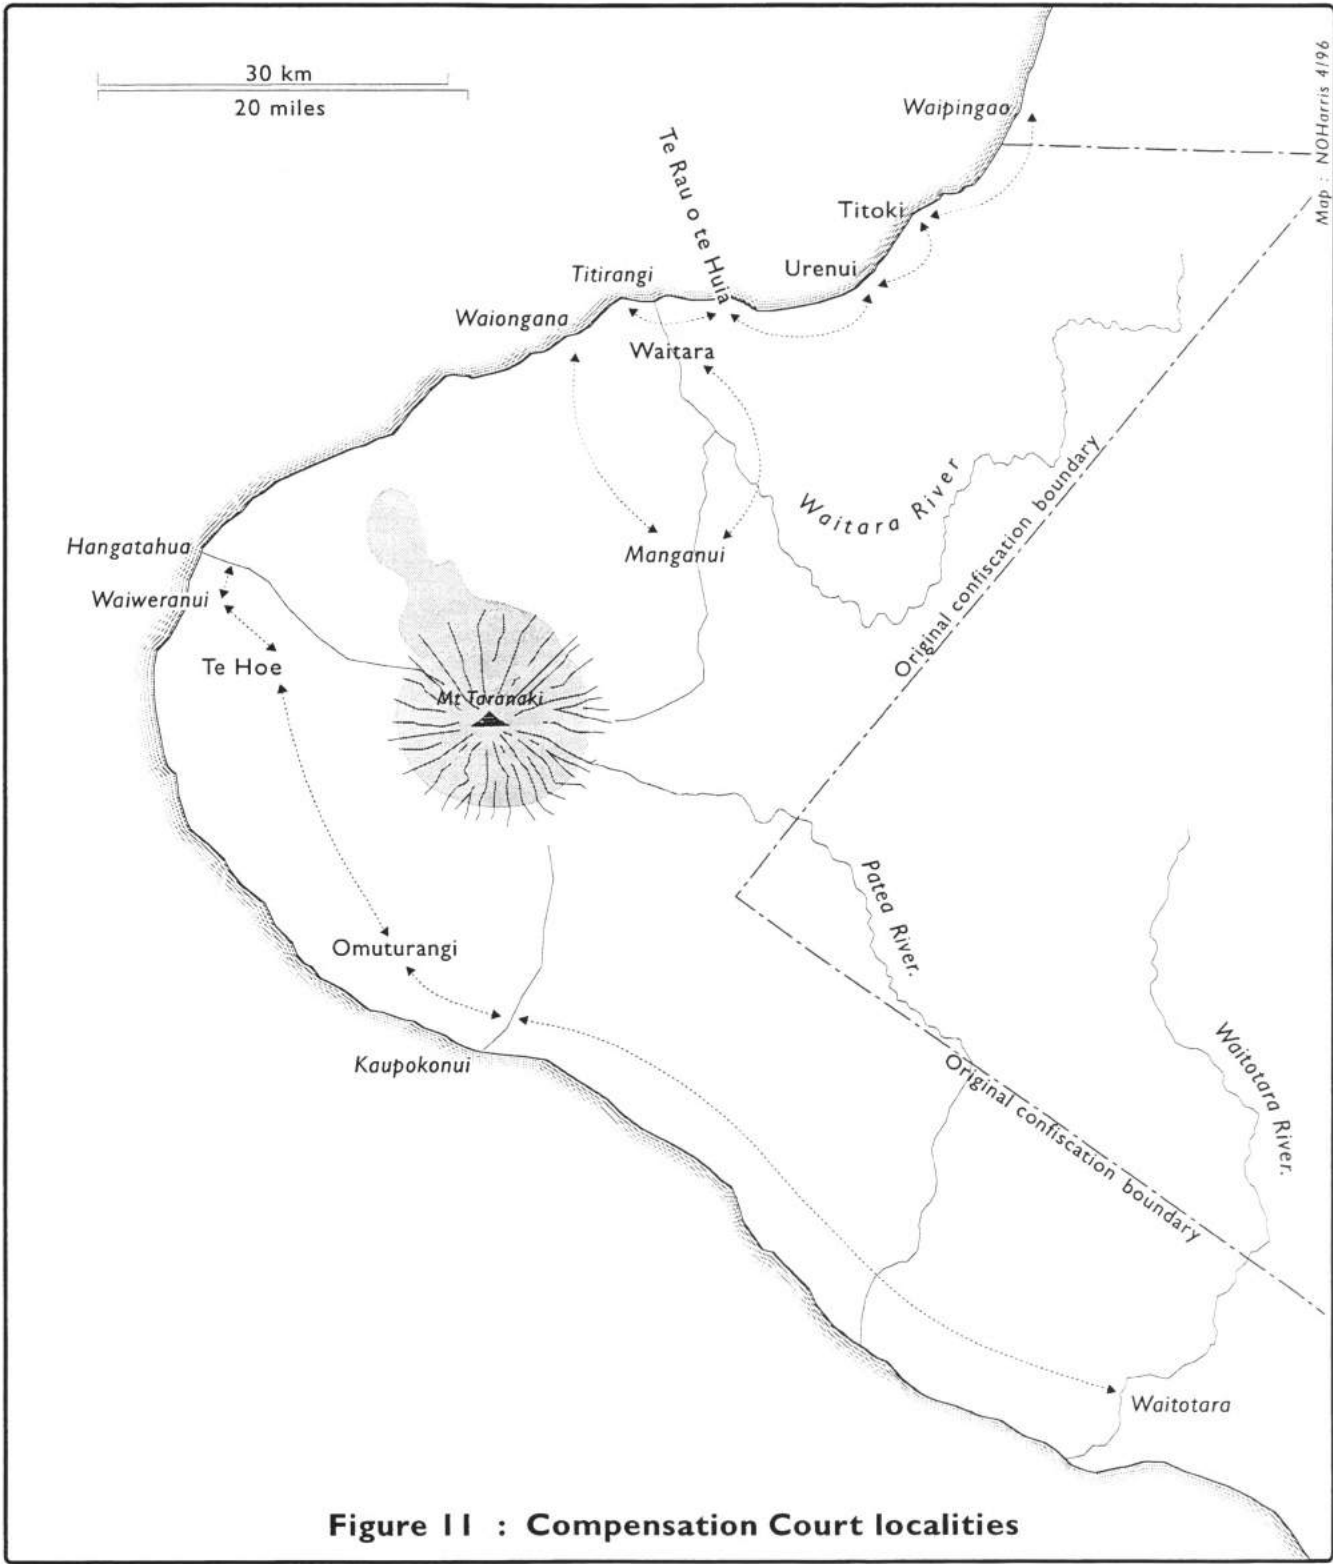 30 km
20 miles
Map : NOHarris 4/96
Waipingao
Te Rau o te Huia
Titoki
Urenui
Titirangi
Waiongana
Waitara
Waitara River
Original confiscation boundary
Hangatahua
Manganui
Waiweranui
Te Hoe
Mt Taranaki
Patea River.
Omuturangi
Kaupokonui
Waitotara River.
Original confiscation boundary
Waitotara
Figure 11 : Compensation Court localities